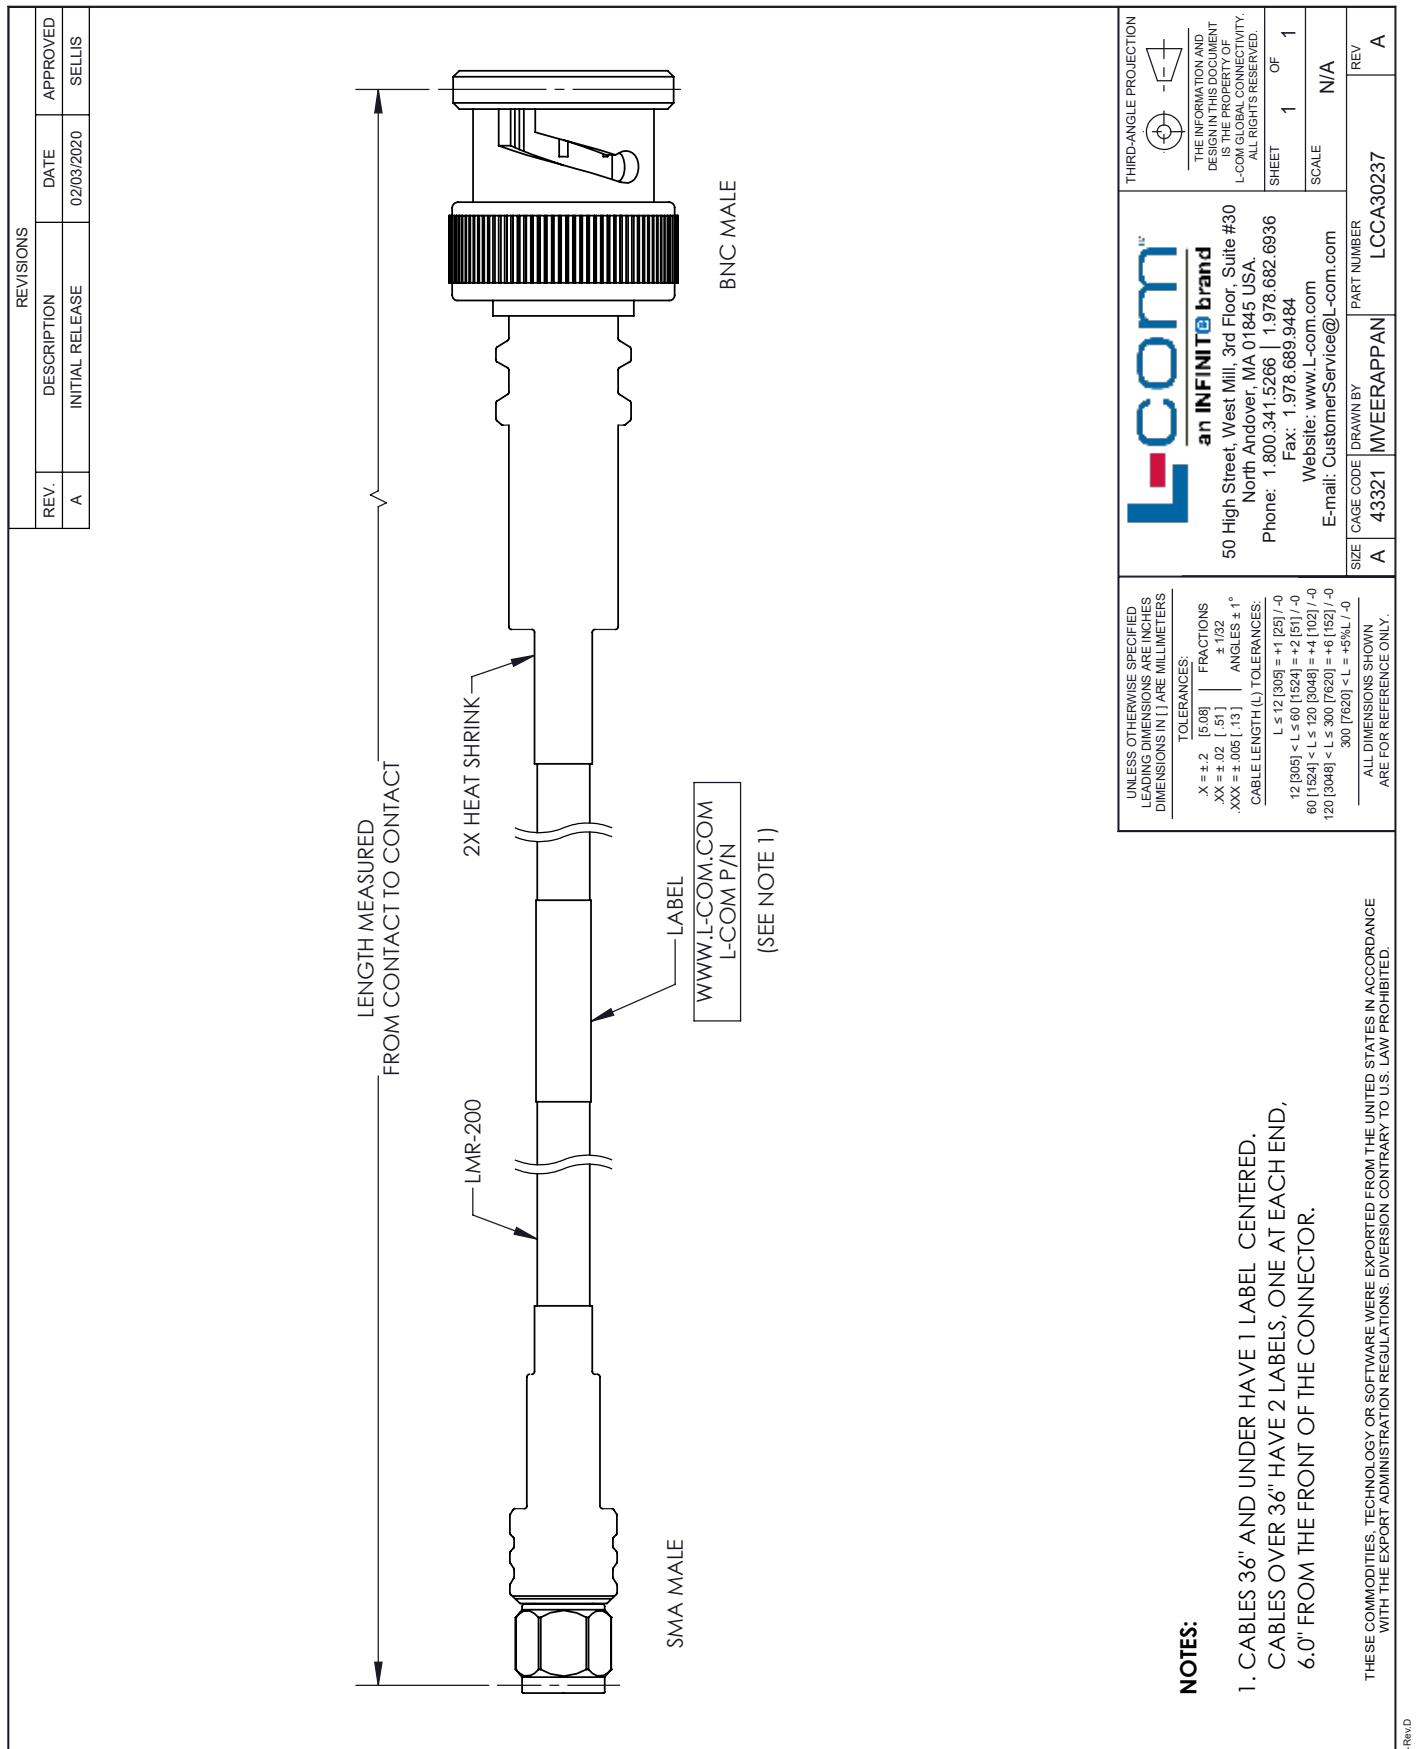 REVISIONS
REV. DESCRIPTION DATE APPROVED
A INITIAL RELEASE 02/03/2020 SELLIS
LENGTH MEASURED
FROM CONTACT TO CONTACT
LMR-200
2X HEAT SHRINK
LABEL
WWW.L-COM.COM
L-COM P/N
(SEE NOTE 1)
SMA MALE
BNC MALE
NOTES:
1. CABLES 36" AND UNDER HAVE 1 LABEL CENTERED.
CABLES OVER 36" HAVE 2 LABELS, ONE AT EACH END,
6.0" FROM THE FRONT OF THE CONNECTOR.
THESE COMMODITIES, TECHNOLOGY OR SOFTWARE WERE EXPORTED FROM THE UNITED STATES IN ACCORDANCE
WITH THE EXPORT ADMINISTRATION REGULATIONS. DIVERSION CONTRARY TO U.S. LAW PROHIBITED.
UNLESS OTHERWISE SPECIFIED
LEADING DIMENSIONS ARE INCHES
DIMENSIONS IN [ ] ARE MILLIMETERS
TOLERANCES:
.X = ± .2 [5.08] FRACTIONS
.XX = ± .02 [ .51 ] ± 1/32
.XXX = ± .005 [ .13 ] ANGLES ± 1°
CABLE LENGTH (L) TOLERANCES:
L ≤ 12 [305] = +1 [25] / -0
12 [305] < L ≤ 60 [1524] = +2 [51] / -0
60 [1524] < L ≤ 120 [3048] = +4 [102] / -0
120 [3048] < L ≤ 300 [7620] = +6 [152] / -0
300 [7620] < L = +5%L / -0
ALL DIMENSIONS SHOWN
ARE FOR REFERENCE ONLY.
L-com
an INFINIT@ brand
50 High Street, West Mill, 3rd Floor, Suite #30
North Andover, MA 01845 USA.
Phone: 1.800.341.5266 | 1.978.682.6936
Fax: 1.978.689.9484
Website: www.L-com.com
E-mail: CustomerService@L-com.com
THIRD-ANGLE PROJECTION
THE INFORMATION AND
DESIGN IN THIS DOCUMENT
IS THE PROPERTY OF
L-COM GLOBAL CONNECTIVITY.
ALL RIGHTS RESERVED.
SHEET 1 OF 1
SCALE N/A
SIZE A
CAGE CODE 43321
DRAWN BY MVEERAPPAN
PART NUMBER LCCA30237
REV A
-Rev.D